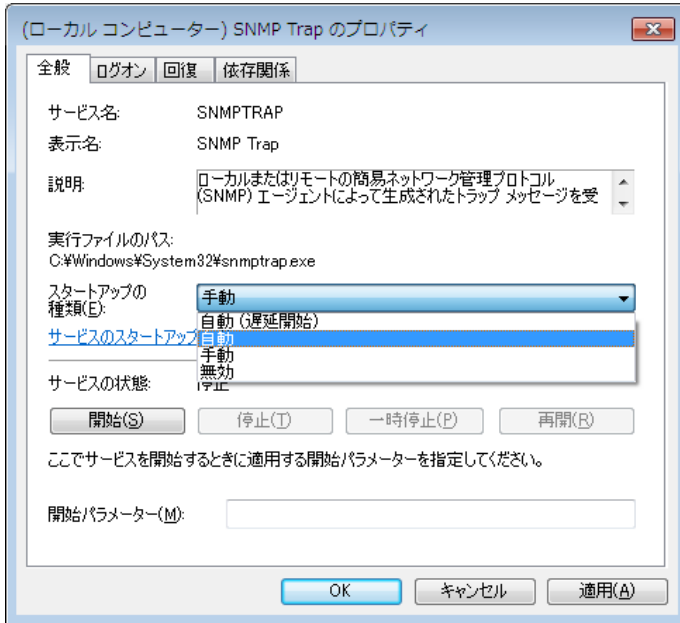 (ローカル コンピューター) SNMP Trap のプロパティ
全般 ログオン 回復 依存関係
サービス名: SNMPTRAP
表示名: SNMP Trap
説明: ローカルまたはリモートの簡易ネットワーク管理プロトコル
(SNMP) エージェントによって生成されたトラップ メッセージを受
実行ファイルのパス:
C:¥Windows¥System32¥snmptrap.exe
スタートアップの
種類(E): 手動
自動 (遅延開始)
サービスのスタートアップ 自動
手動
無効
サービスの状態: 停止
開始(S) 停止(T) 一時停止(P) 再開(R)
ここでサービスを開始するときに適用する開始パラメーターを指定してください。
開始パラメーター(M):
OK キャンセル 適用(A)